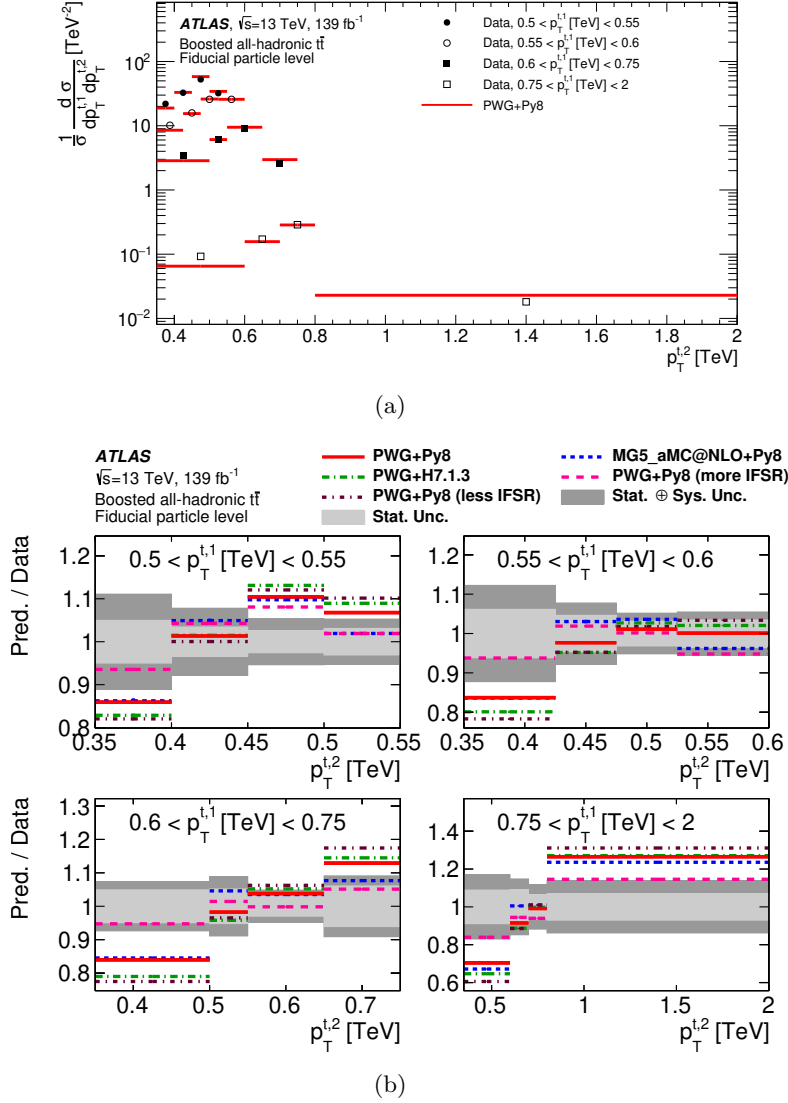 ATLAS, √s=13 TeV, 139 fb⁻¹
Boosted all-hadronic tt̄
Fiducial particle level
Data, 0.5 < p_T^{t,1} [TeV] < 0.55
Data, 0.55 < p_T^{t,1} [TeV] < 0.6
Data, 0.6 < p_T^{t,1} [TeV] < 0.75
Data, 0.75 < p_T^{t,1} [TeV] < 2
PWG+Py8
1/σ d σ / dp_T^{t,1} dp_T^{t,2} [TeV⁻²]
10²
10
1
10⁻¹
10⁻²
0.4 0.6 0.8 1 1.2 1.4 1.6 1.8 2
p_T^{t,2} [TeV]
(a)
ATLAS
√s=13 TeV, 139 fb⁻¹
Boosted all-hadronic tt̄
Fiducial particle level
PWG+Py8
PWG+H7.1.3
PWG+Py8 (less IFSR)
Stat. Unc.
MG5_aMC@NLO+Py8
PWG+Py8 (more IFSR)
Stat. ⊕ Sys. Unc.
Pred. / Data
0.5 < p_T^{t,1} [TeV] < 0.55
1.2
1.1
1
0.9
0.8
0.35 0.4 0.45 0.5 0.55
p_T^{t,2} [TeV]
0.55 < p_T^{t,1} [TeV] < 0.6
1.2
1.1
1
0.9
0.8
0.35 0.4 0.45 0.5 0.55 0.6
p_T^{t,2} [TeV]
Pred. / Data
0.6 < p_T^{t,1} [TeV] < 0.75
1.3
1.2
1.1
1
0.9
0.8
0.4 0.5 0.6 0.7
p_T^{t,2} [TeV]
0.75 < p_T^{t,1} [TeV] < 2
1.4
1.2
1
0.8
0.6
0.5 1 1.5 2
p_T^{t,2} [TeV]
(b)